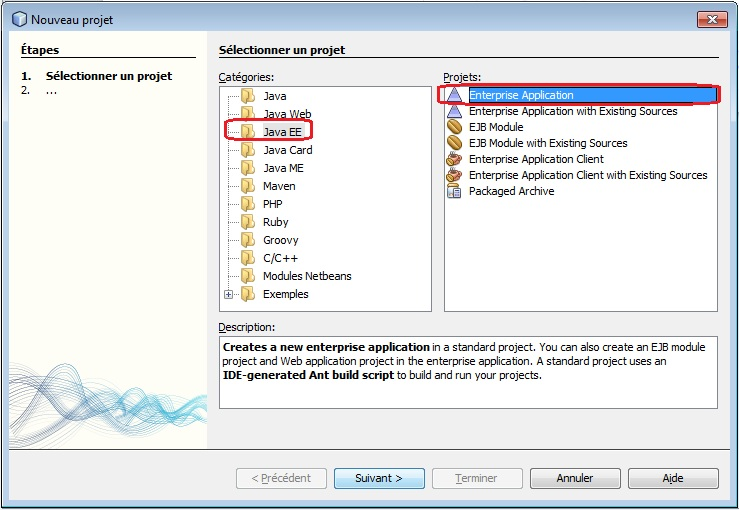 Nouveau projet
Étapes
1. Sélectionner un projet
2. ...
Sélectionner un projet
Catégories:
Java
Java Web
Java EE
Java Card
Java ME
Maven
PHP
Ruby
Groovy
C/C++
Modules Netbeans
Exemples
Projets:
Enterprise Application
Enterprise Application with Existing Sources
EJB Module
EJB Module with Existing Sources
Enterprise Application Client
Enterprise Application Client with Existing Sources
Packaged Archive
Description:
Creates a new enterprise application in a standard project. You can also create an EJB module
project and Web application project in the enterprise application. A standard project uses an
IDE-generated Ant build script to build and run your projects.
< Précédent
Suivant >
Terminer
Annuler
Aide